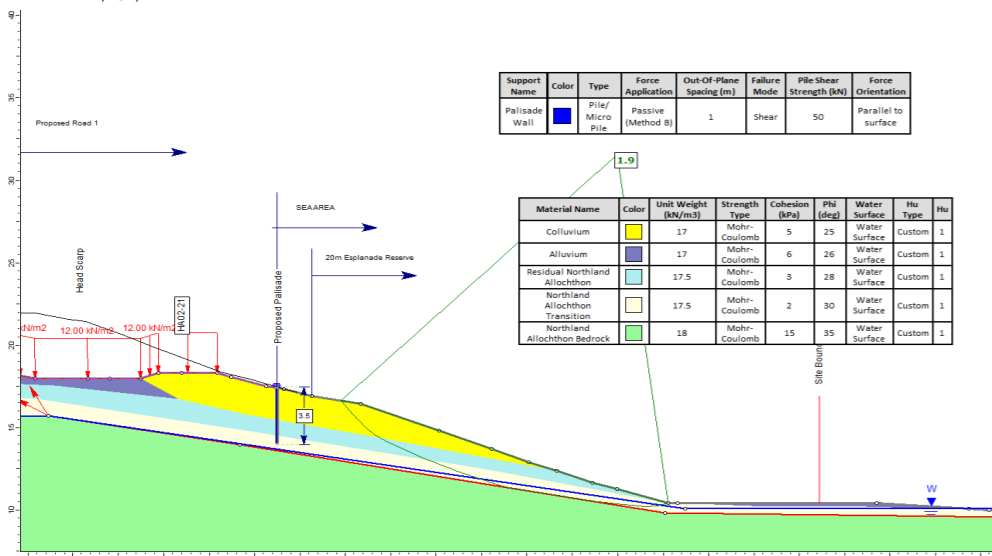 40
35
30
25
20
15
10
Support Name Color Type Force Application Out-Of-Plane Spacing (m) Failure Mode Pile Shear Strength (kN) Force Orientation
Palisade Wall Pile/ Micro Pile Passive (Method B) 1 Shear 50 Parallel to surface
Proposed Road 1
1.9
Material Name Color Unit Weight (kN/m3) Strength Type Cohesion (kPa) Phi (deg) Water Surface Hu Type Hu
Colluvium 17 Mohr-Coulomb 5 25 Water Surface Custom 1
Alluvium 17 Mohr-Coulomb 6 26 Water Surface Custom 1
Residual Northland Allochthon 17.5 Mohr-Coulomb 3 28 Water Surface Custom 1
Northland Allochthon Transition 17.5 Mohr-Coulomb 2 30 Water Surface Custom 1
Northland Allochthon Bedrock 18 Mohr-Coulomb 15 35 Water Surface Custom 1
SEA AREA
20m Esplanade Reserve
Head Scarp
HA02-21
Proposed Palisade
Site Bound
kN/m2
12.00 kN/m2
12.00 kN/m2
3.5
W